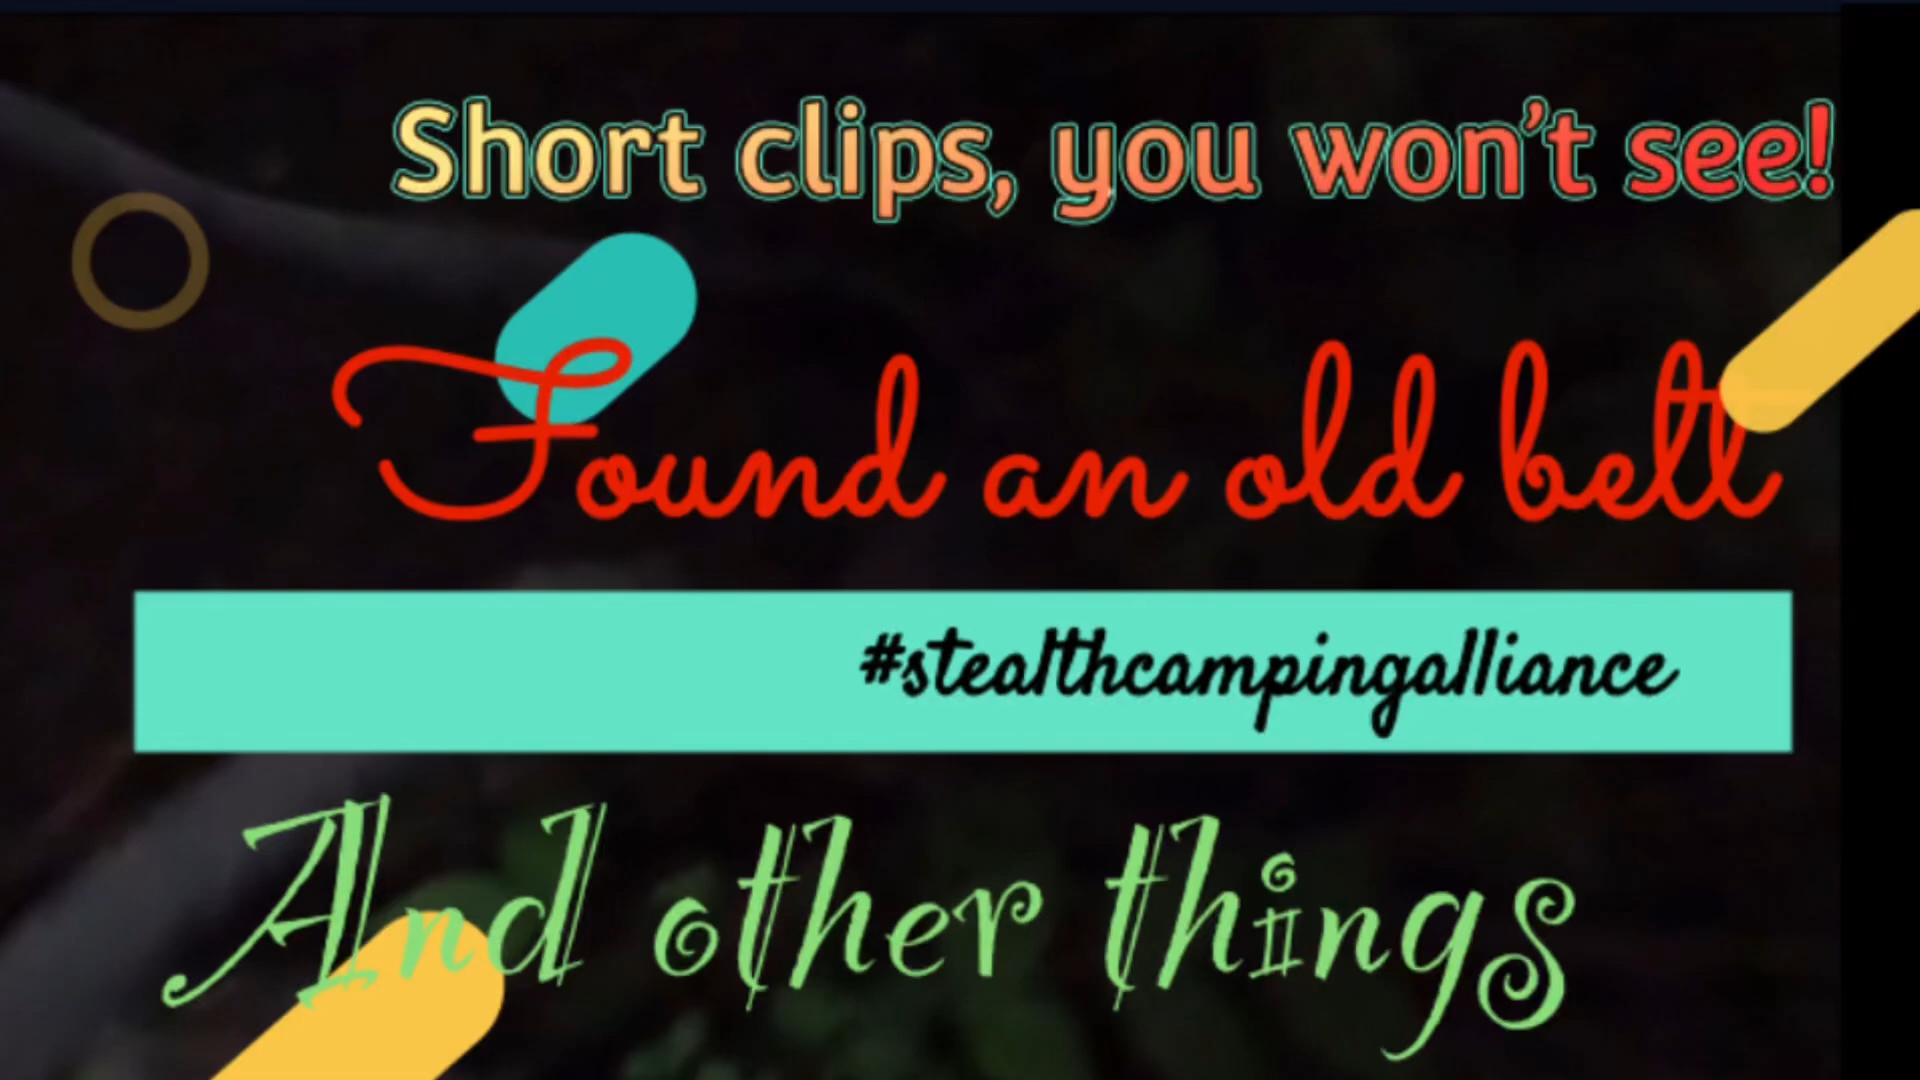 Short clips, you won't see!
Found an old belt
#stealthcampingalliance
And other things